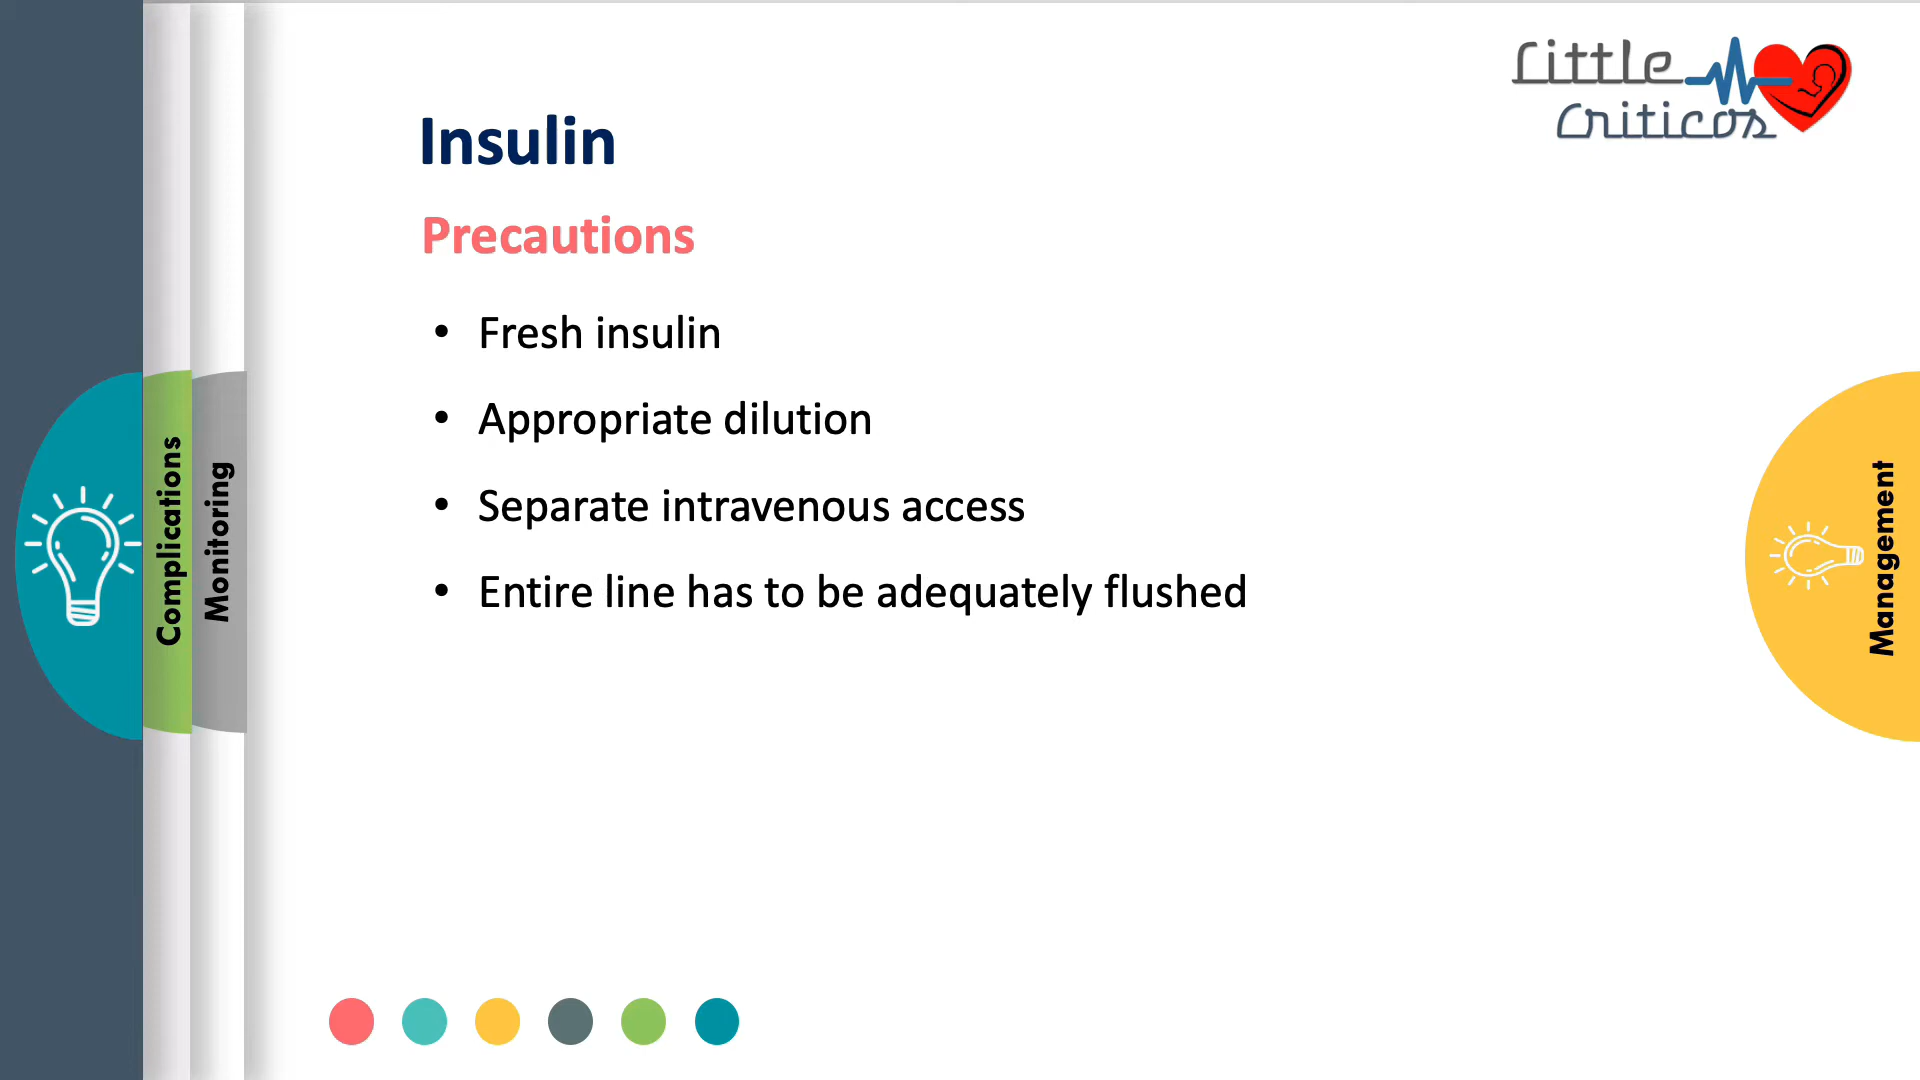 Little
Criticos
Insulin
Precautions
• Fresh insulin
• Appropriate dilution
• Separate intravenous access
• Entire line has to be adequately flushed
Complications
Monitoring
Management